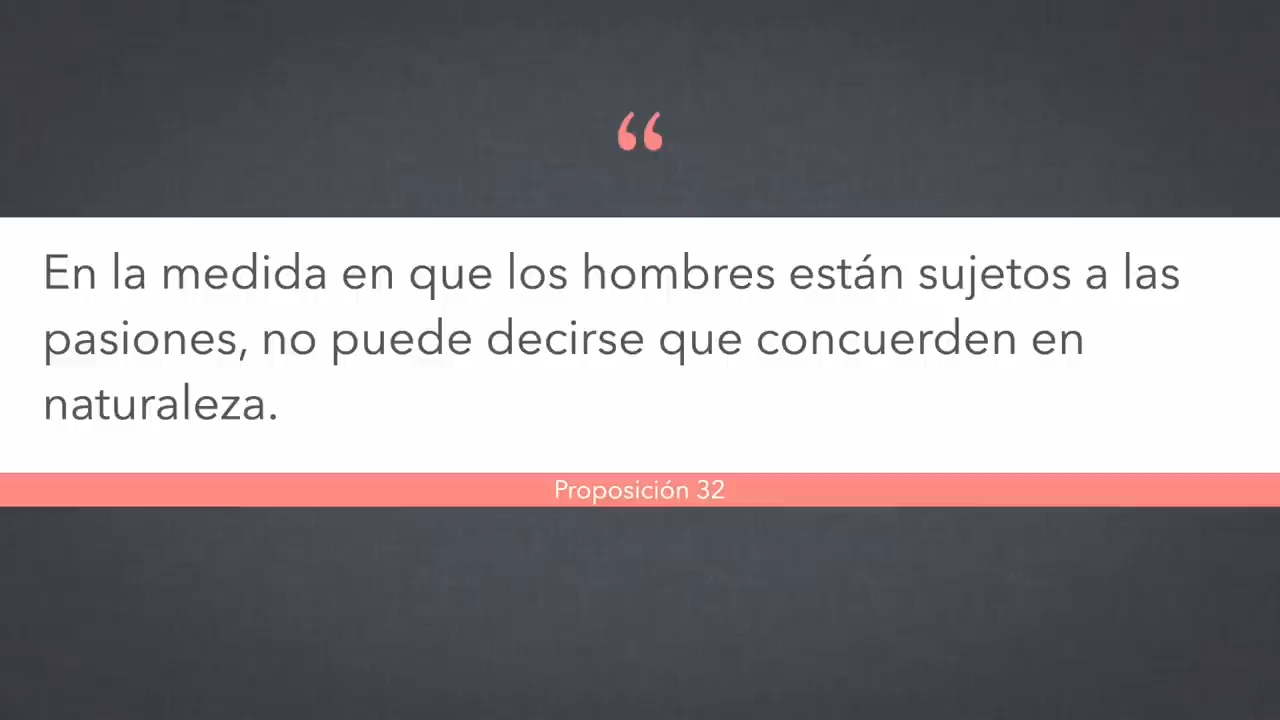 “
En la medida en que los hombres están sujetos a las
pasiones, no puede decirse que concuerden en
naturaleza.
Proposición 32